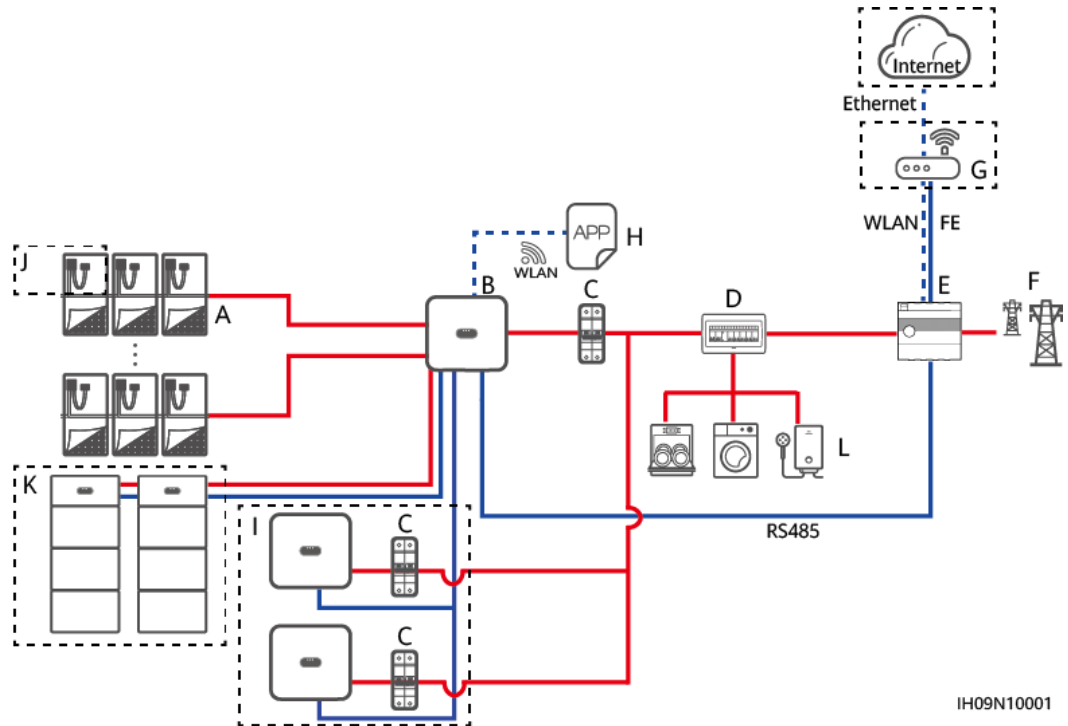 Internet
Ethernet
G
WLAN FE
APP
H
J
WLAN
B
C
D
E
F
A
L
K
I
C
RS485
C
IH09N10001